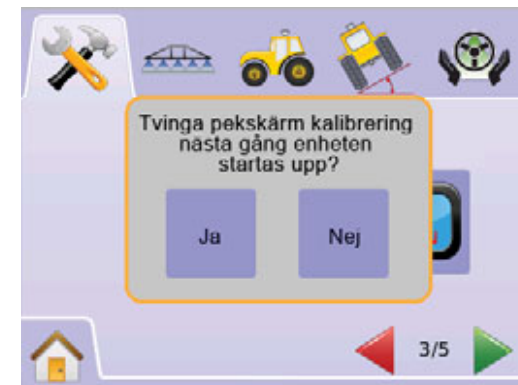 Tvinga pekskärm kalibrering
nästa gång enheten
startas upp?
Ja
Nej
3/5